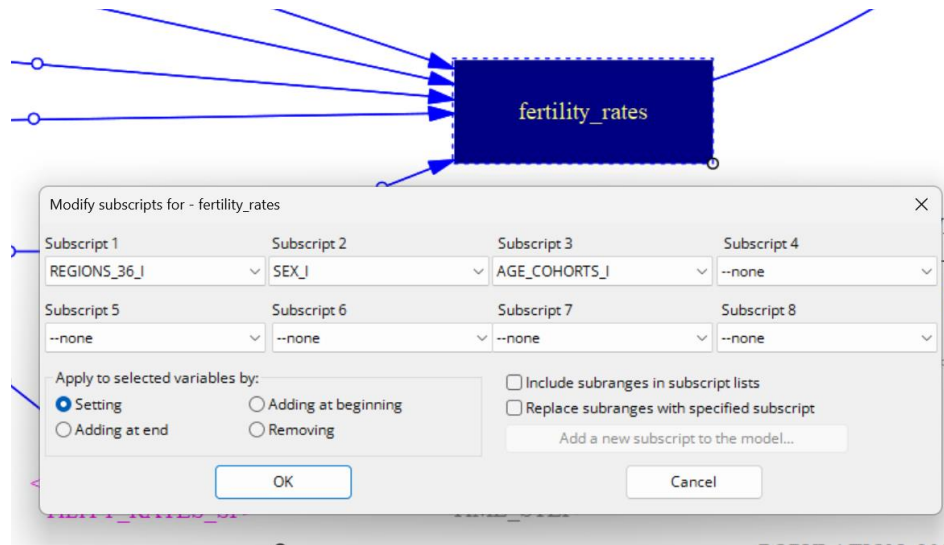 fertility_rates
Modify subscripts for - fertility_rates
Subscript 1 Subscript 2 Subscript 3 Subscript 4
REGIONS_36_I SEX_I AGE_COHORTS_I --none
Subscript 5 Subscript 6 Subscript 7 Subscript 8
--none --none --none --none
Apply to selected variables by:
Setting Adding at beginning
Adding at end Removing
Include subranges in subscript lists
Replace subranges with specified subscript
Add a new subscript to the model...
OK Cancel